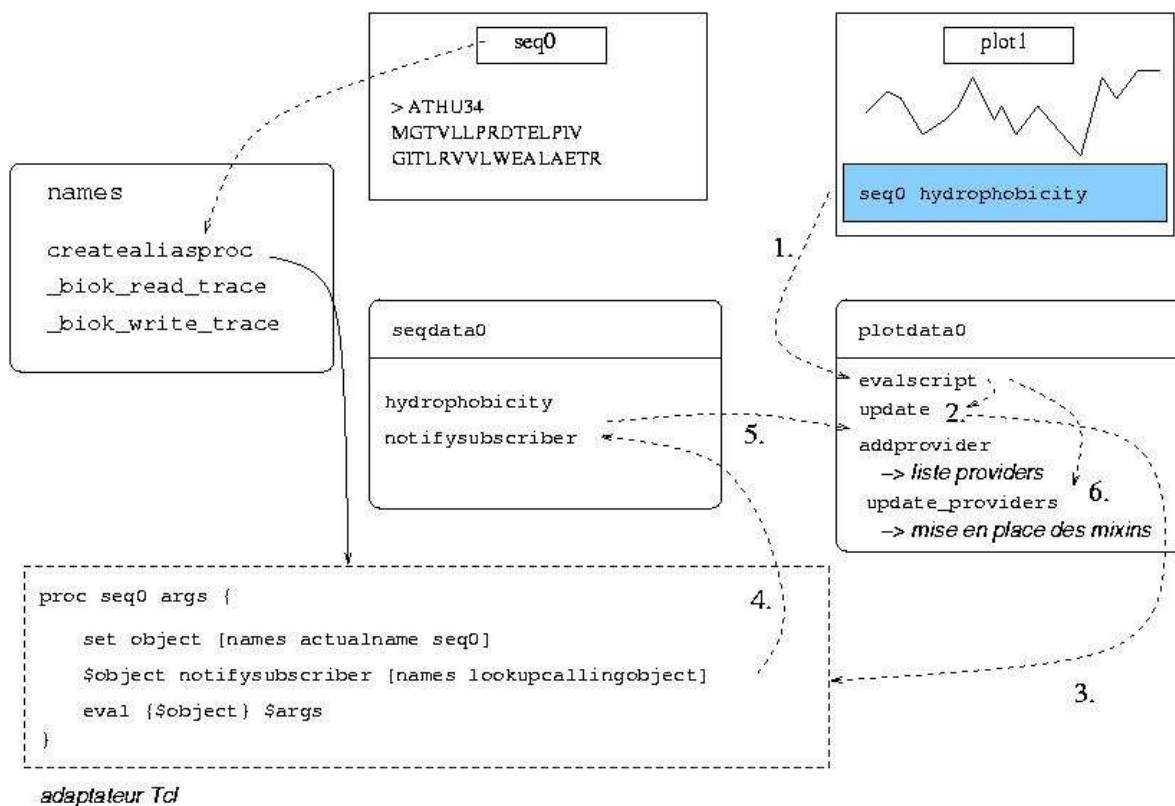 seq0
> ATHU34
MGTVLLPRDTELPIV
GITLRVVLWEALAETR
plot1
seq0 hydrophobicity
names
createaliasproc
_biok_read_trace
_biok_write_trace
1.
seqdata0
hydrophobicity
notifysubscriber
5.
plotdata0
evalscript
update 2.
addprovider
--> liste providers
update_providers
6.
--> mise en place des mixins
proc seq0 args {
set object [names actualname seq0]
$object notifysubscriber [names lookupcallingobject]
eval {$object} $args
}
4.
3.
adaptateur Tcl